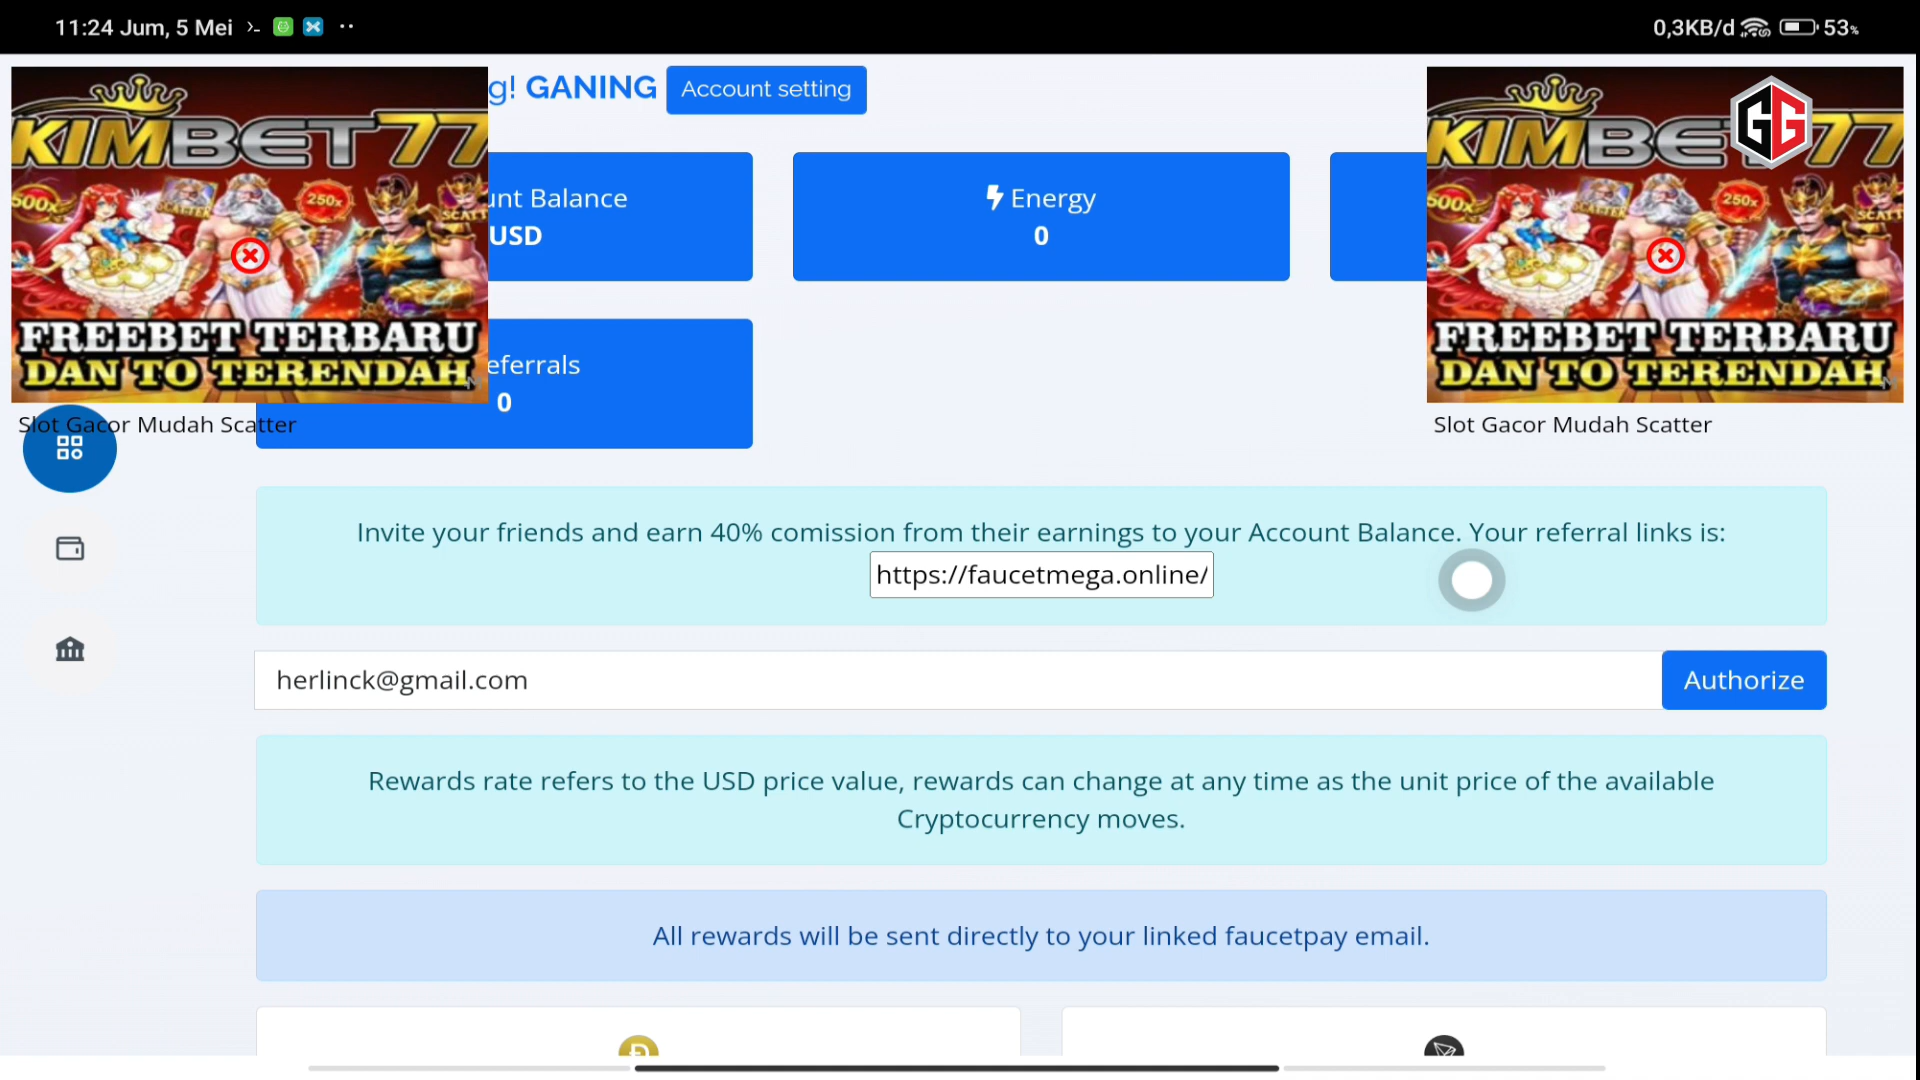 11:24 Jum, 5 Mei
0,3KB/d
53%
KIMBET77
500x
SCATTER
250x
FREEBET TERBARU
DAN TO TERENDAH
Slot Gacor Mudah Scatter
g! GANING
Account setting
unt Balance
USD
Energy
0
KIMBET77
GG
500x
SCATTER
250x
FREEBET TERBARU
DAN TO TERENDAH
Slot Gacor Mudah Scatter
eferrals
0
Invite your friends and earn 40% comission from their earnings to your Account Balance. Your referral links is:
https://faucetmega.online/
herlinck@gmail.com
Authorize
Rewards rate refers to the USD price value, rewards can change at any time as the unit price of the available
Cryptocurrency moves.
All rewards will be sent directly to your linked faucetpay email.